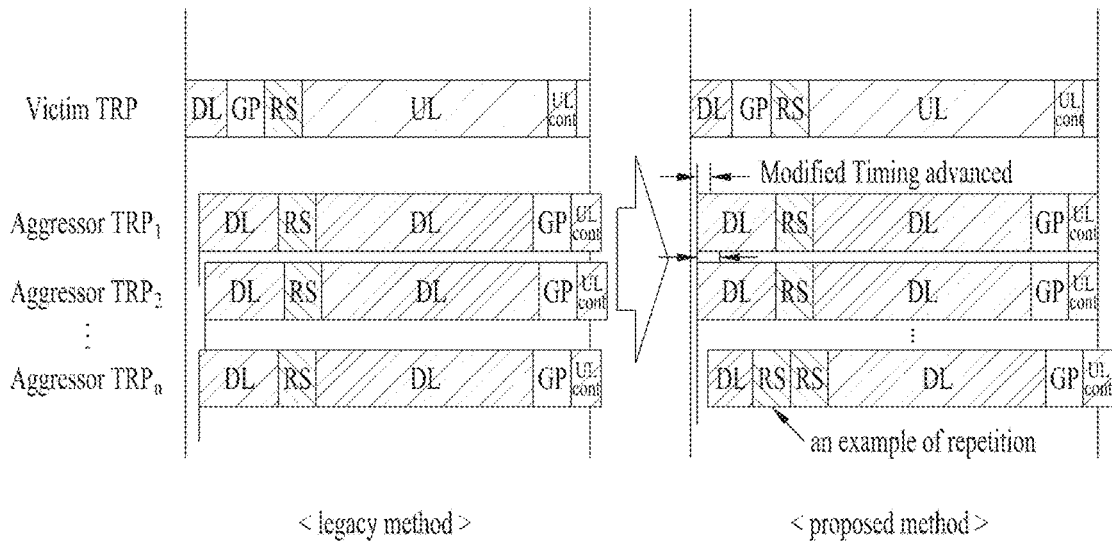 Victim TRP DL GP RS UL UL cont DL GP RS UL UL cont
Modified Timing advanced
Aggressor TRP1 DL RS DL GP UL cont DL RS DL GP UL cont
Aggressor TRP2 DL RS DL GP UL cont DL RS DL GP UL cont
Aggressor TRPn DL RS DL GP UL cont DL RS RS DL GP UL cont
an example of repetition
< legacy method > < proposed method >